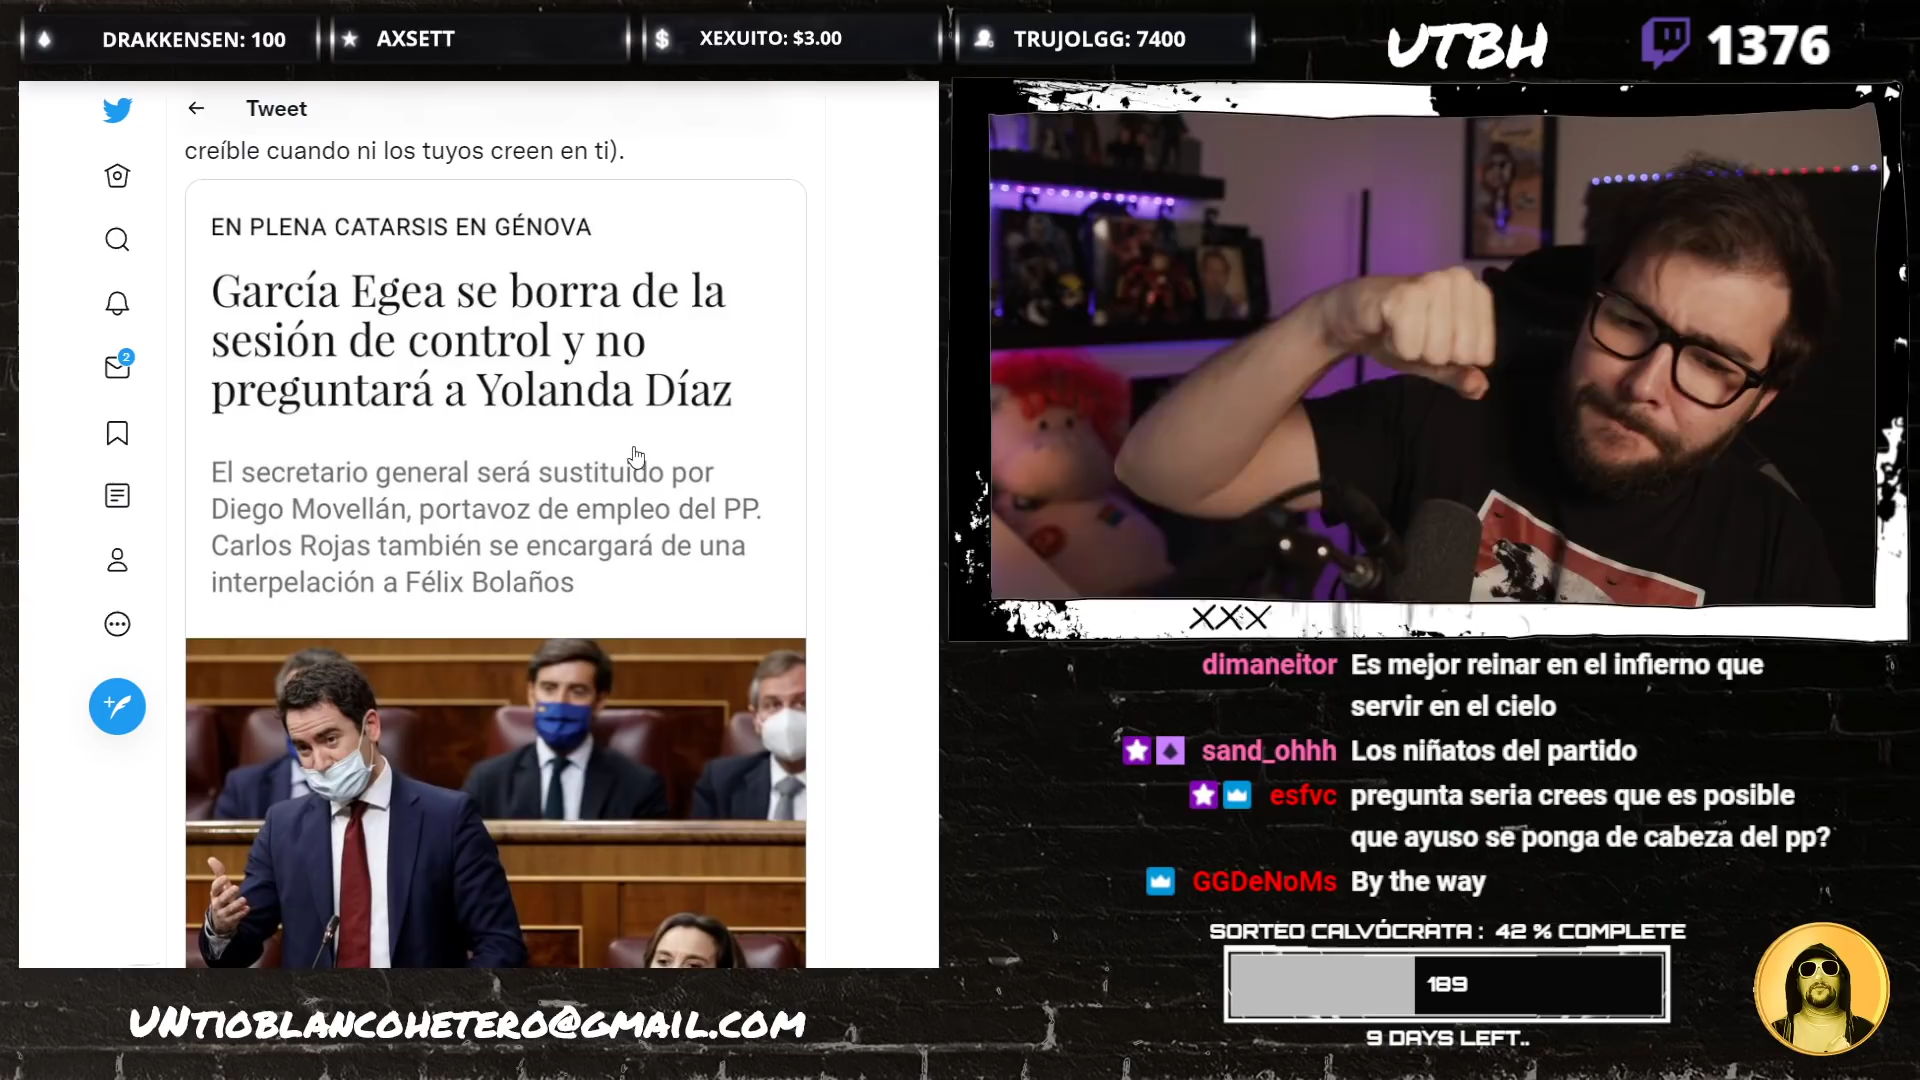 DRAKKENSEN: 100
AXSETT
XEXUITO: $3.00
TRUJOLGG: 7400
UTBH
1376
Tweet
creíble cuando ni los tuyos creen en ti).
EN PLENA CATARSIS EN GÉNOVA
García Egea se borra de la
sesión de control y no
preguntará a Yolanda Díaz
El secretario general será sustituido por
Diego Movellán, portavoz de empleo del PP.
Carlos Rojas también se encargará de una
interpelación a Félix Bolaños
2
XXX
dimaneitor Es mejor reinar en el infierno que
servir en el cielo
sand_ohhh Los niñatos del partido
esfvc pregunta seria crees que es posible
que ayuso se ponga de cabeza del pp?
GGDeNoMs By the way
SORTEO CALVÓCRATA : 42 % COMPLETE
189
9 DAYS LEFT..
UNTIOBLANCOHETERO@GMAIL.COM